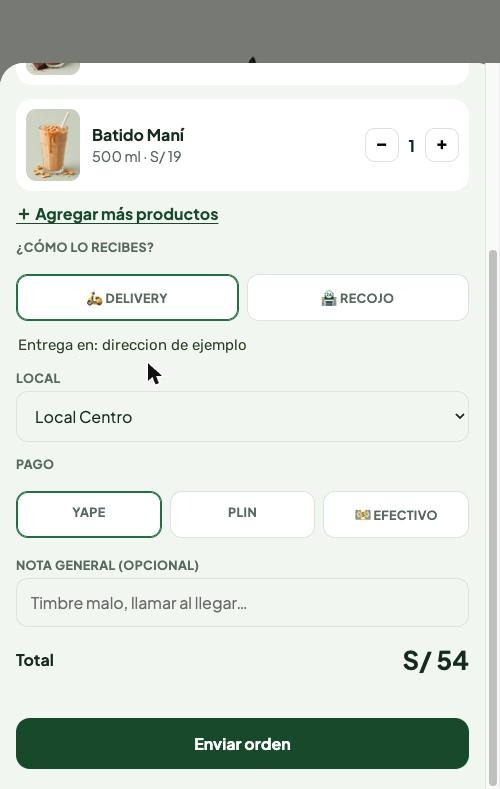 Batido Maní
500 ml · S/ 19
− 1 +
+ Agregar más productos
¿CÓMO LO RECIBES?
🛵 DELIVERY
🏪 RECOJO
Entrega en: direccion de ejemplo
LOCAL
Local Centro
PAGO
YAPE
PLIN
💵 EFECTIVO
NOTA GENERAL (OPCIONAL)
Timbre malo, llamar al llegar...
Total
S/ 54
Enviar orden